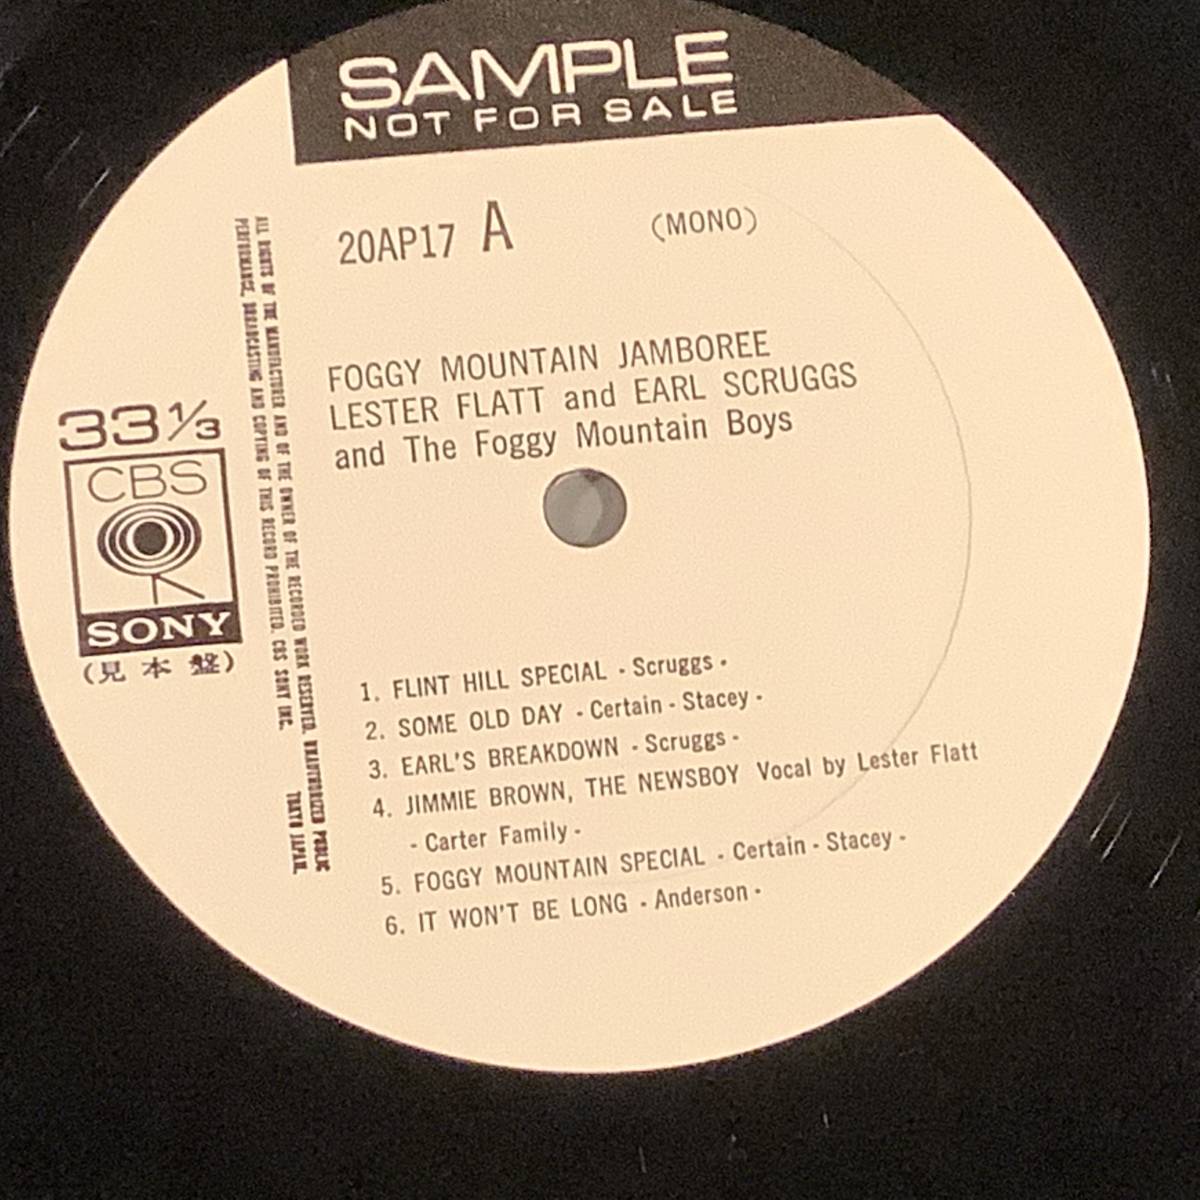 SAMPLE
NOT FOR SALE
20AP17 A (MONO)
FOGGY MOUNTAIN JAMBOREE
LESTER FLATT and EARL SCRUGGS
and The Foggy Mountain Boys
33⅓
CBS
SONY
(見本盤)
ALL RIGHTS OF THE MANUFACTURER AND OF THE OWNER OF THE RECORDED WORK RESERVED. UNAUTHORIZED PUBLIC
PERFORMANCE, BROADCASTING AND COPYING OF THIS RECORD PROHIBITED. CBS SONY INC. TOKYO JAPAN.
1. FLINT HILL SPECIAL - Scruggs -
2. SOME OLD DAY - Certain - Stacey -
3. EARL'S BREAKDOWN - Scruggs -
4. JIMMIE BROWN, THE NEWSBOY Vocal by Lester Flatt
- Carter Family -
5. FOGGY MOUNTAIN SPECIAL - Certain - Stacey -
6. IT WON'T BE LONG - Anderson -